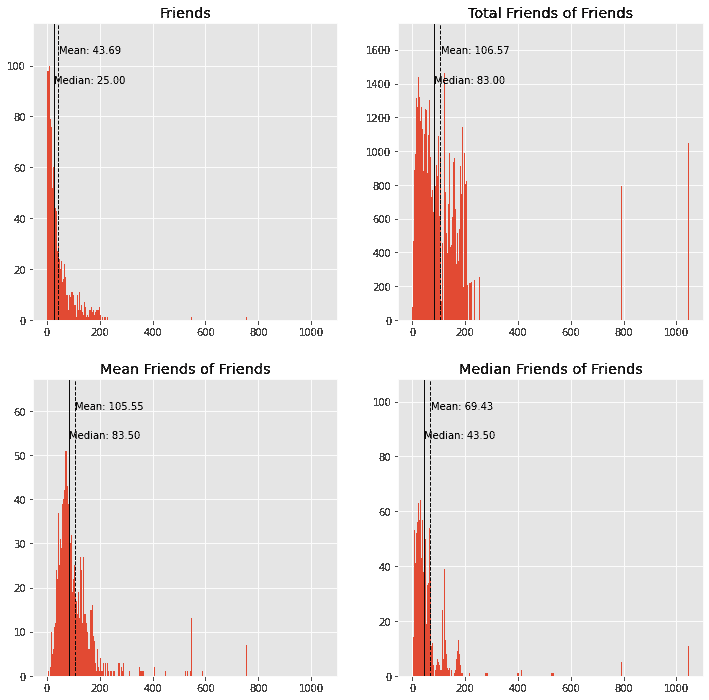 Friends
Mean: 43.69
Median: 25.00
100
80
60
40
20
0
0 200 400 600 800 1000
Total Friends of Friends
Mean: 106.57
Median: 83.00
1600
1400
1200
1000
800
600
400
200
0
0 200 400 600 800 1000
Mean Friends of Friends
Mean: 105.55
Median: 83.50
60
50
40
30
20
10
0
0 200 400 600 800 1000
Median Friends of Friends
Mean: 69.43
Median: 43.50
100
80
60
40
20
0
0 200 400 600 800 1000